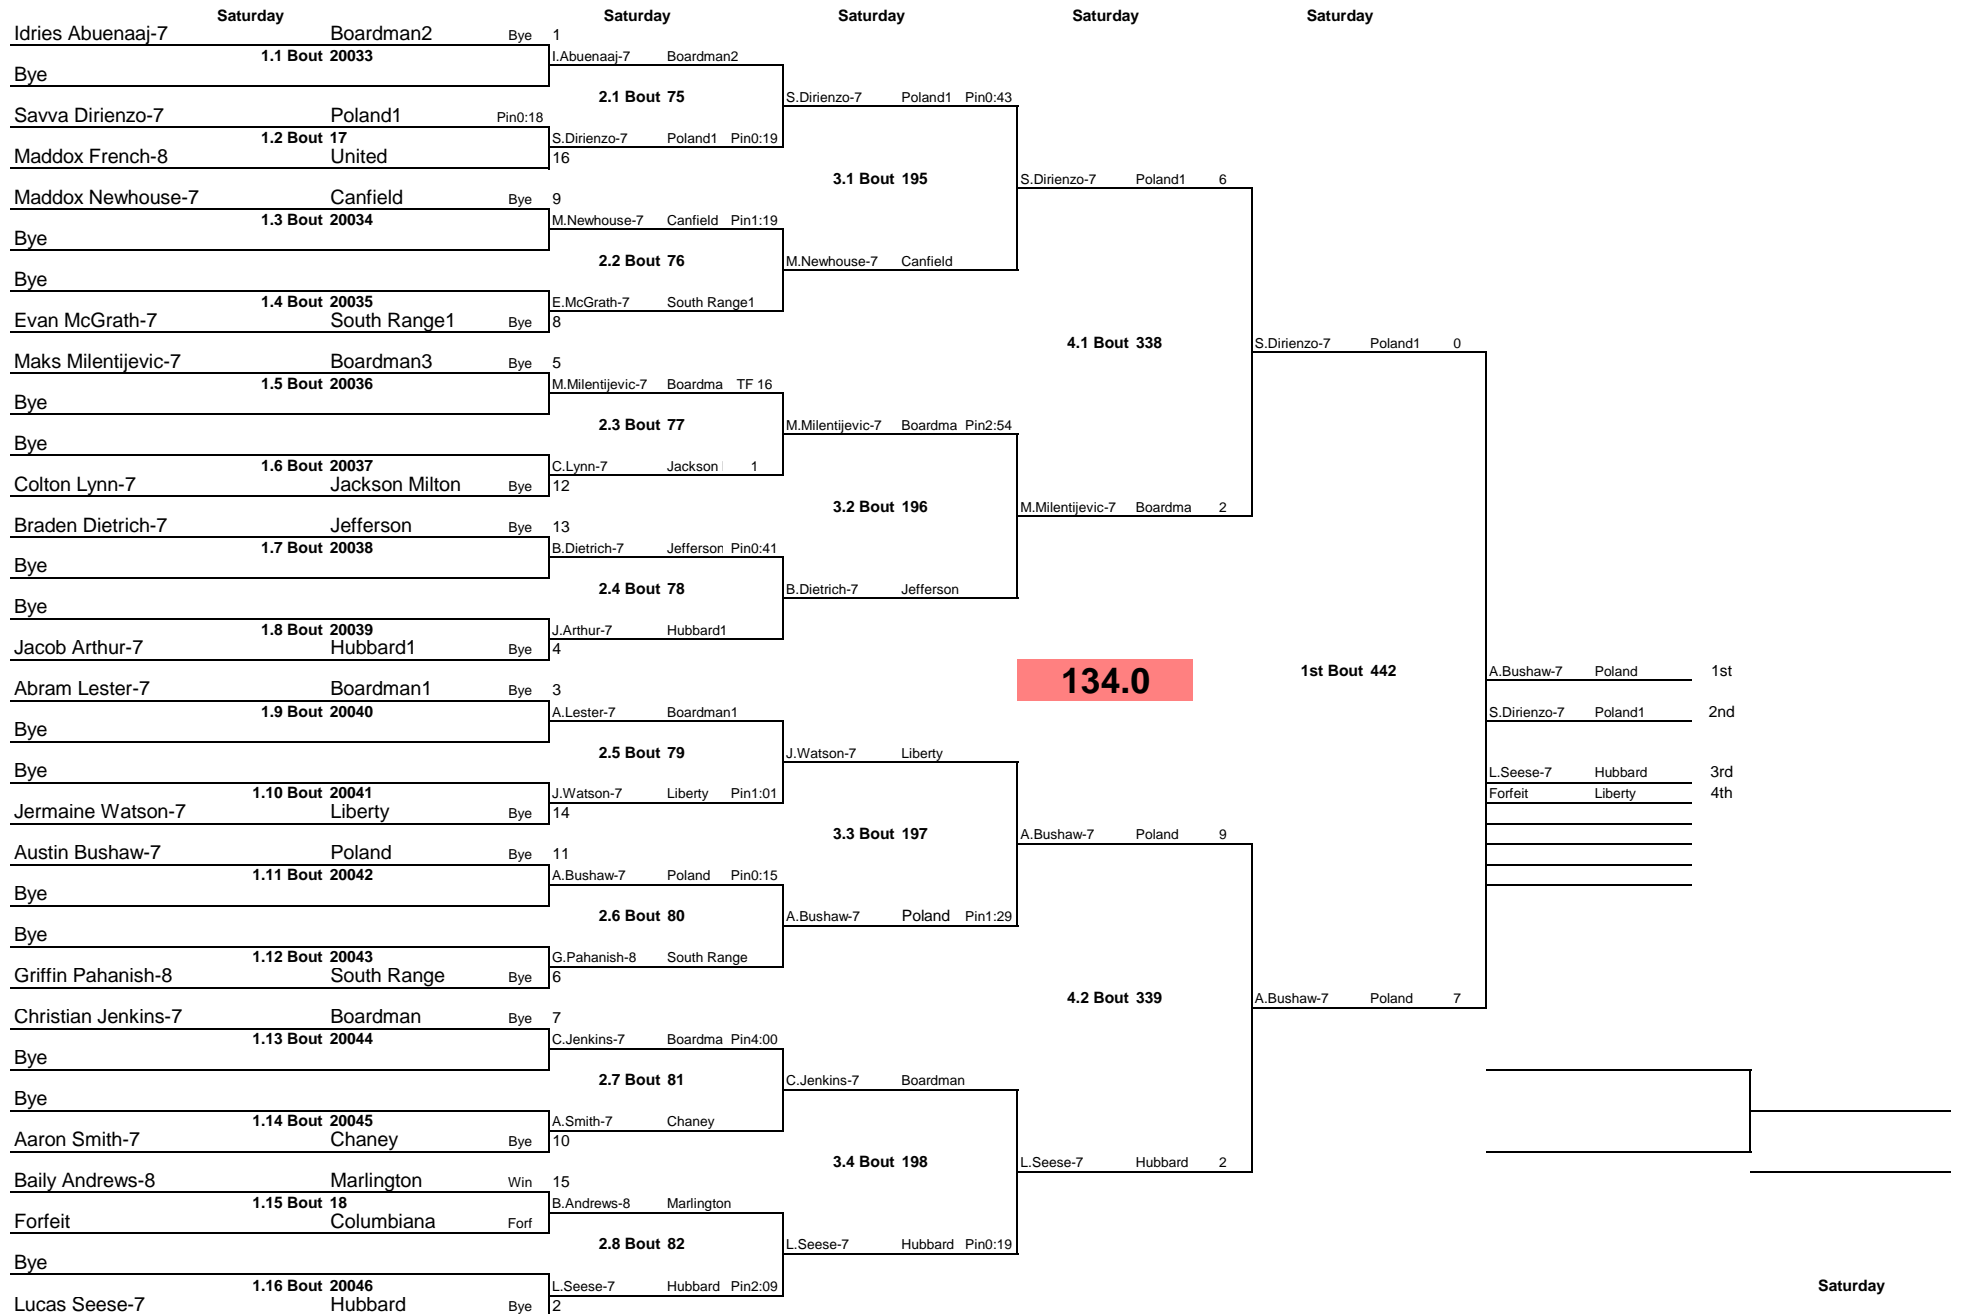 Saturday Saturday Saturday Saturday Saturday
Idries Abuenaaj-7 Boardman2 Bye 1
1.1 Bout 20033 I.Abuenaaj-7 Boardman2
Bye
2.1 Bout 75 S.Dirienzo-7 Poland1 Pin0:43
Savva Dirienzo-7 Poland1 Pin0:18
1.2 Bout 17 S.Dirienzo-7 Poland1 Pin0:19
Maddox French-8 United 16
3.1 Bout 195 S.Dirienzo-7 Poland1 6
Maddox Newhouse-7 Canfield Bye 9
1.3 Bout 20034 M.Newhouse-7 Canfield Pin1:19
Bye
2.2 Bout 76 M.Newhouse-7 Canfield
Bye
1.4 Bout 20035 E.McGrath-7 South Range1
Evan McGrath-7 South Range1 Bye 8
4.1 Bout 338 S.Dirienzo-7 Poland1 0
Maks Milentijevic-7 Boardman3 Bye 5
1.5 Bout 20036 M.Milentijevic-7 Boardma TF 16
Bye
2.3 Bout 77 M.Milentijevic-7 Boardma Pin2:54
Bye
1.6 Bout 20037 C.Lynn-7 Jackson 1
Colton Lynn-7 Jackson Milton Bye 12
3.2 Bout 196 M.Milentijevic-7 Boardma 2
Braden Dietrich-7 Jefferson Bye 13
1.7 Bout 20038 B.Dietrich-7 Jefferson Pin0:41
Bye
2.4 Bout 78 B.Dietrich-7 Jefferson
Bye
1.8 Bout 20039 J.Arthur-7 Hubbard1
Jacob Arthur-7 Hubbard1 Bye 4
134.0 1st Bout 442 A.Bushaw-7 Poland 1st
Abram Lester-7 Boardman1 Bye 3
1.9 Bout 20040 A.Lester-7 Boardman1 S.Dirienzo-7 Poland1 2nd
Bye
2.5 Bout 79 J.Watson-7 Liberty
Bye L.Seese-7 Hubbard 3rd
1.10 Bout 20041 J.Watson-7 Liberty Pin1:01 Forfeit Liberty 4th
Jermaine Watson-7 Liberty Bye 14
3.3 Bout 197 A.Bushaw-7 Poland 9
Austin Bushaw-7 Poland Bye 11
1.11 Bout 20042 A.Bushaw-7 Poland Pin0:15
Bye
2.6 Bout 80 A.Bushaw-7 Poland Pin1:29
Bye
1.12 Bout 20043 G.Pahanish-8 South Range
Griffin Pahanish-8 South Range Bye 6
4.2 Bout 339 A.Bushaw-7 Poland 7
Christian Jenkins-7 Boardman Bye 7
1.13 Bout 20044 C.Jenkins-7 Boardma Pin4:00
Bye
2.7 Bout 81 C.Jenkins-7 Boardman
Bye
1.14 Bout 20045 A.Smith-7 Chaney
Aaron Smith-7 Chaney Bye 10
3.4 Bout 198 L.Seese-7 Hubbard 2
Baily Andrews-8 Marlington Win 15
1.15 Bout 18 B.Andrews-8 Marlington
Forfeit Columbiana Forf
2.8 Bout 82 L.Seese-7 Hubbard Pin0:19
Bye
1.16 Bout 20046 L.Seese-7 Hubbard Pin2:09 Saturday
Lucas Seese-7 Hubbard Bye 2